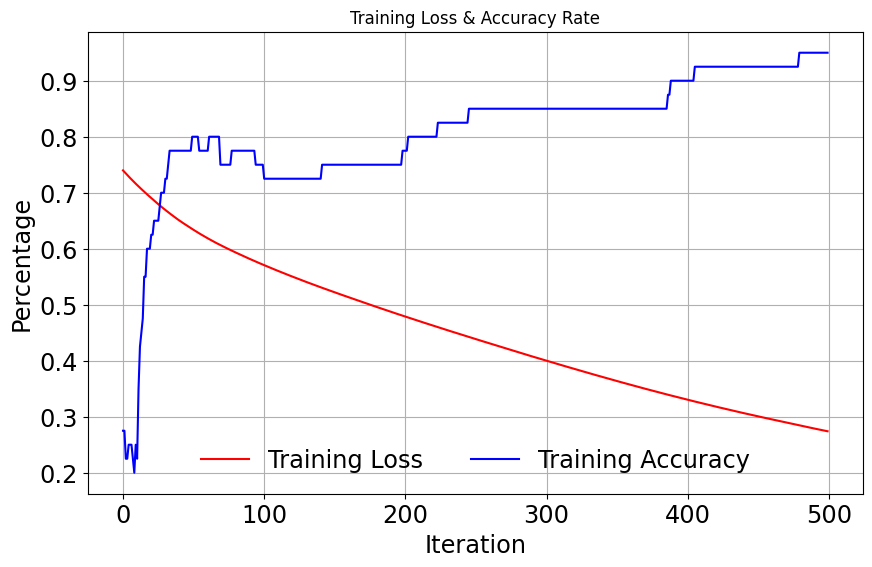 Training Loss & Accuracy Rate
Percentage
0.9
0.8
0.7
0.6
0.5
0.4
0.3
0.2
Training Loss Training Accuracy
0 100 200 300 400 500
Iteration